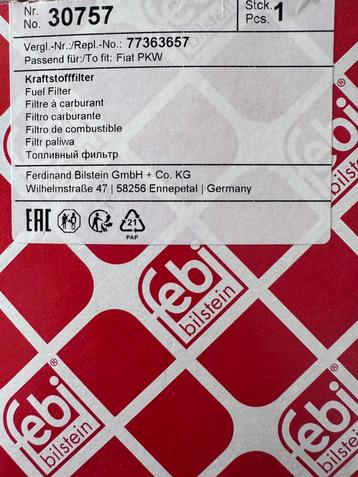 Nr.
No. 30757
Stck.
Pcs. 1
Vergl.-Nr.:/Repl.-No.: 77363657
Passend für:/To fit: Fiat PKW
Kraftstofffilter
Fuel Filter
Filtre à carburant
Filtro carburante
Filtro de combustible
Filtr paliwa
Топливный фильтр
Ferdinand Bilstein GmbH + Co. KG
Wilhelmstraße 47 | 58256 Ennepetal | Germany
EAC
21
PAP
febi
bilstein
®
febi
bilstein
®
febi
bilstein
bilstein